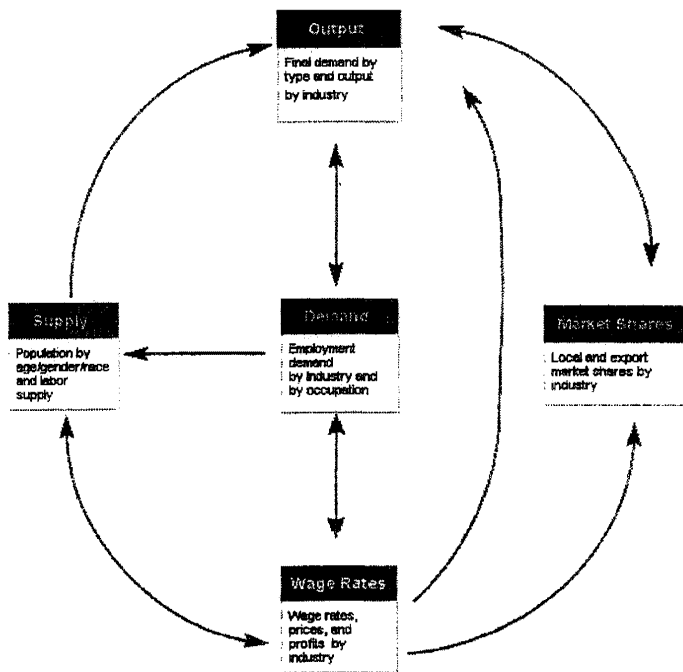 Output
Final demand by
type and output
by industry
Supply
Population by
age/gender/race
and labor
supply
Demand
Employment
demand
by industry and
by occupation
Market Shares
Local and export
market shares by
industry
Wage Rates
Wage rates,
prices, and
profits by
industry